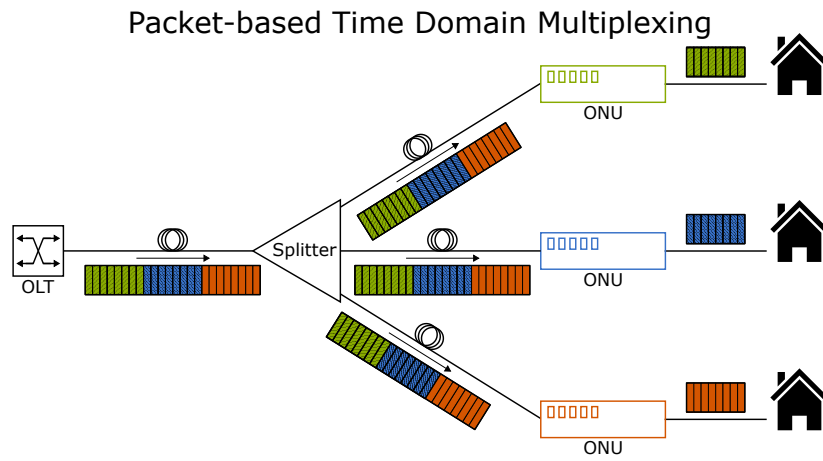 Packet-based Time Domain Multiplexing
ONU
Splitter
OLT
ONU
ONU